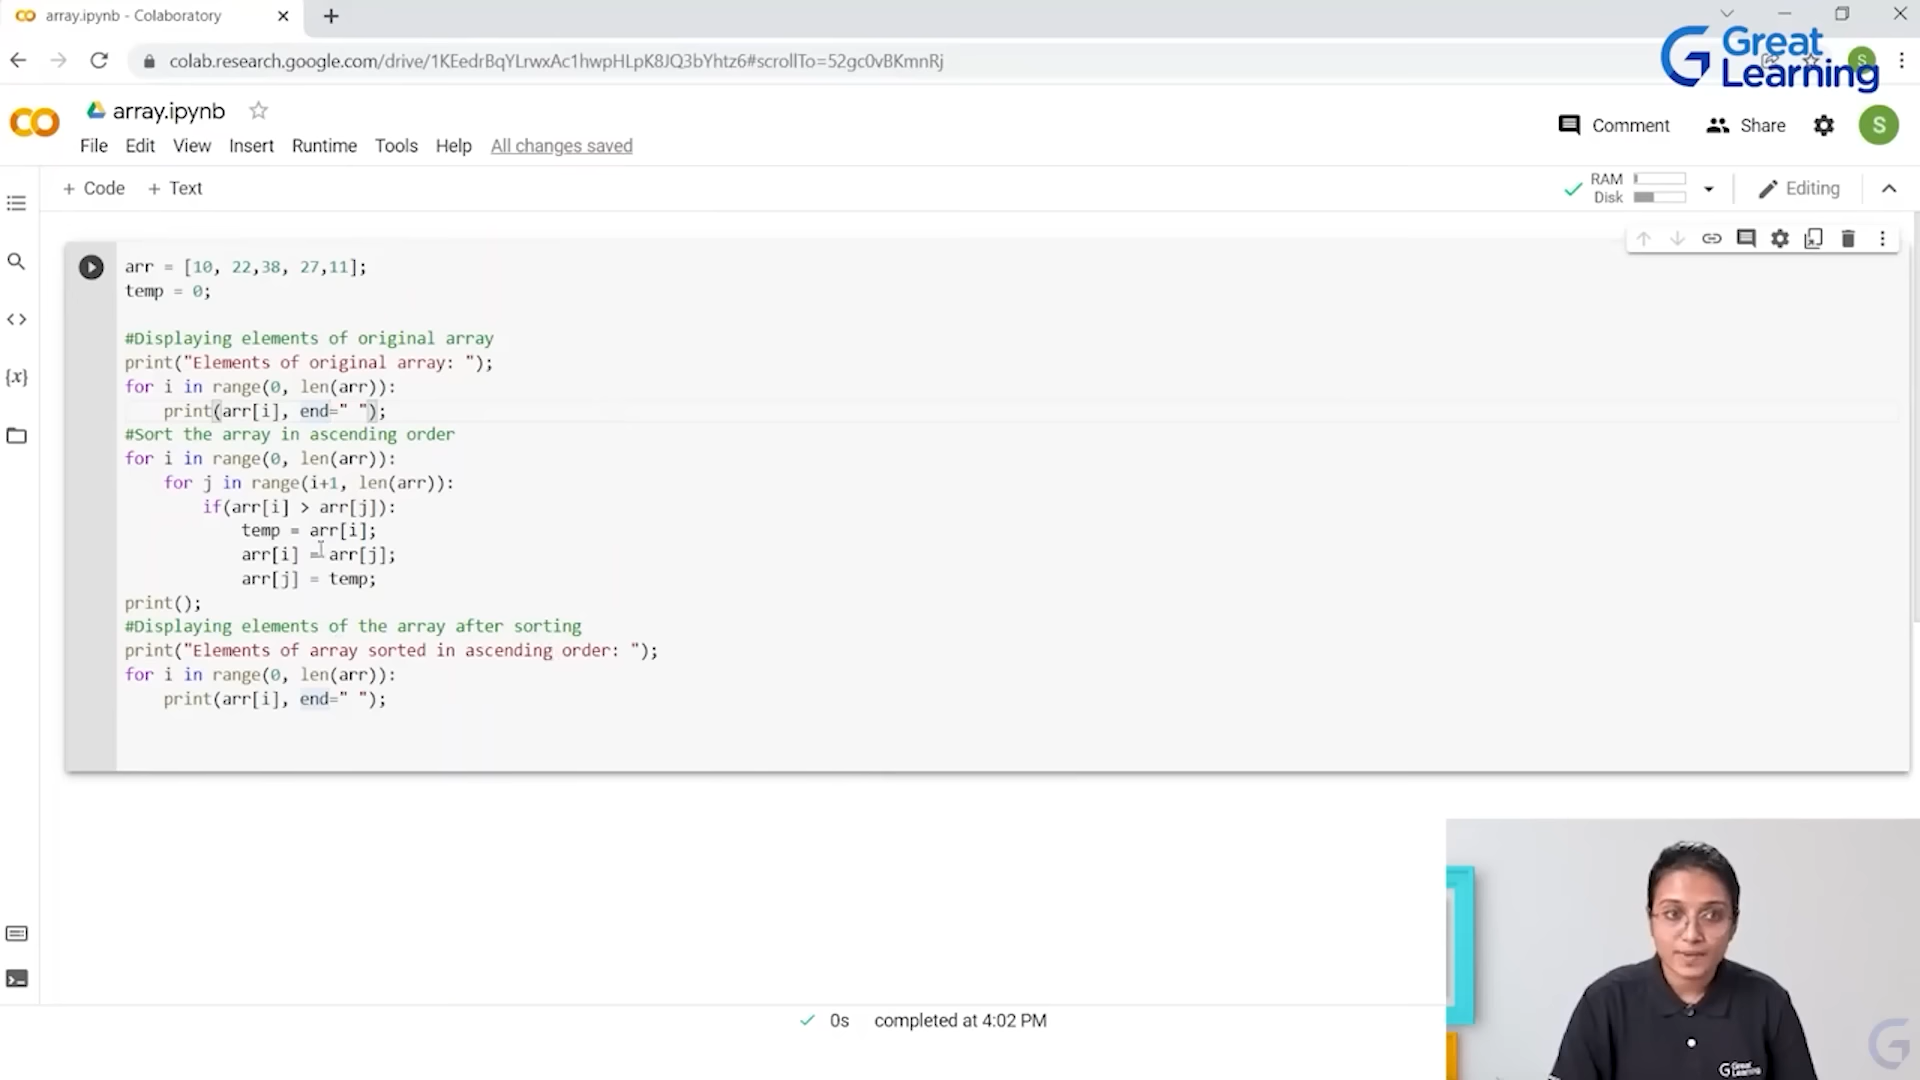 array.ipynb - Colaboratory
colab.research.google.com/drive/1KEedrBqYLrwxAc1hwpHLpK8JQ3bYhtz6#scrollTo=52gc0vBKmnRj
S
Great
Learning
array.ipynb
Comment
Share
S
File Edit View Insert Runtime Tools Help All changes saved
+ Code + Text
RAM
Disk
Editing
arr = [10, 22,38, 27,11];
temp = 0;
#Displaying elements of original array
print("Elements of original array: ");
for i in range(0, len(arr)):
    print(arr[i], end=" ");
#Sort the array in ascending order
for i in range(0, len(arr)):
    for j in range(i+1, len(arr)):
        if(arr[i] > arr[j]):
            temp = arr[i];
            arr[i] = arr[j];
            arr[j] = temp;
print();
#Displaying elements of the array after sorting
print("Elements of array sorted in ascending order: ");
for i in range(0, len(arr)):
    print(arr[i], end=" ");
0s completed at 4:02 PM
Great
Learning